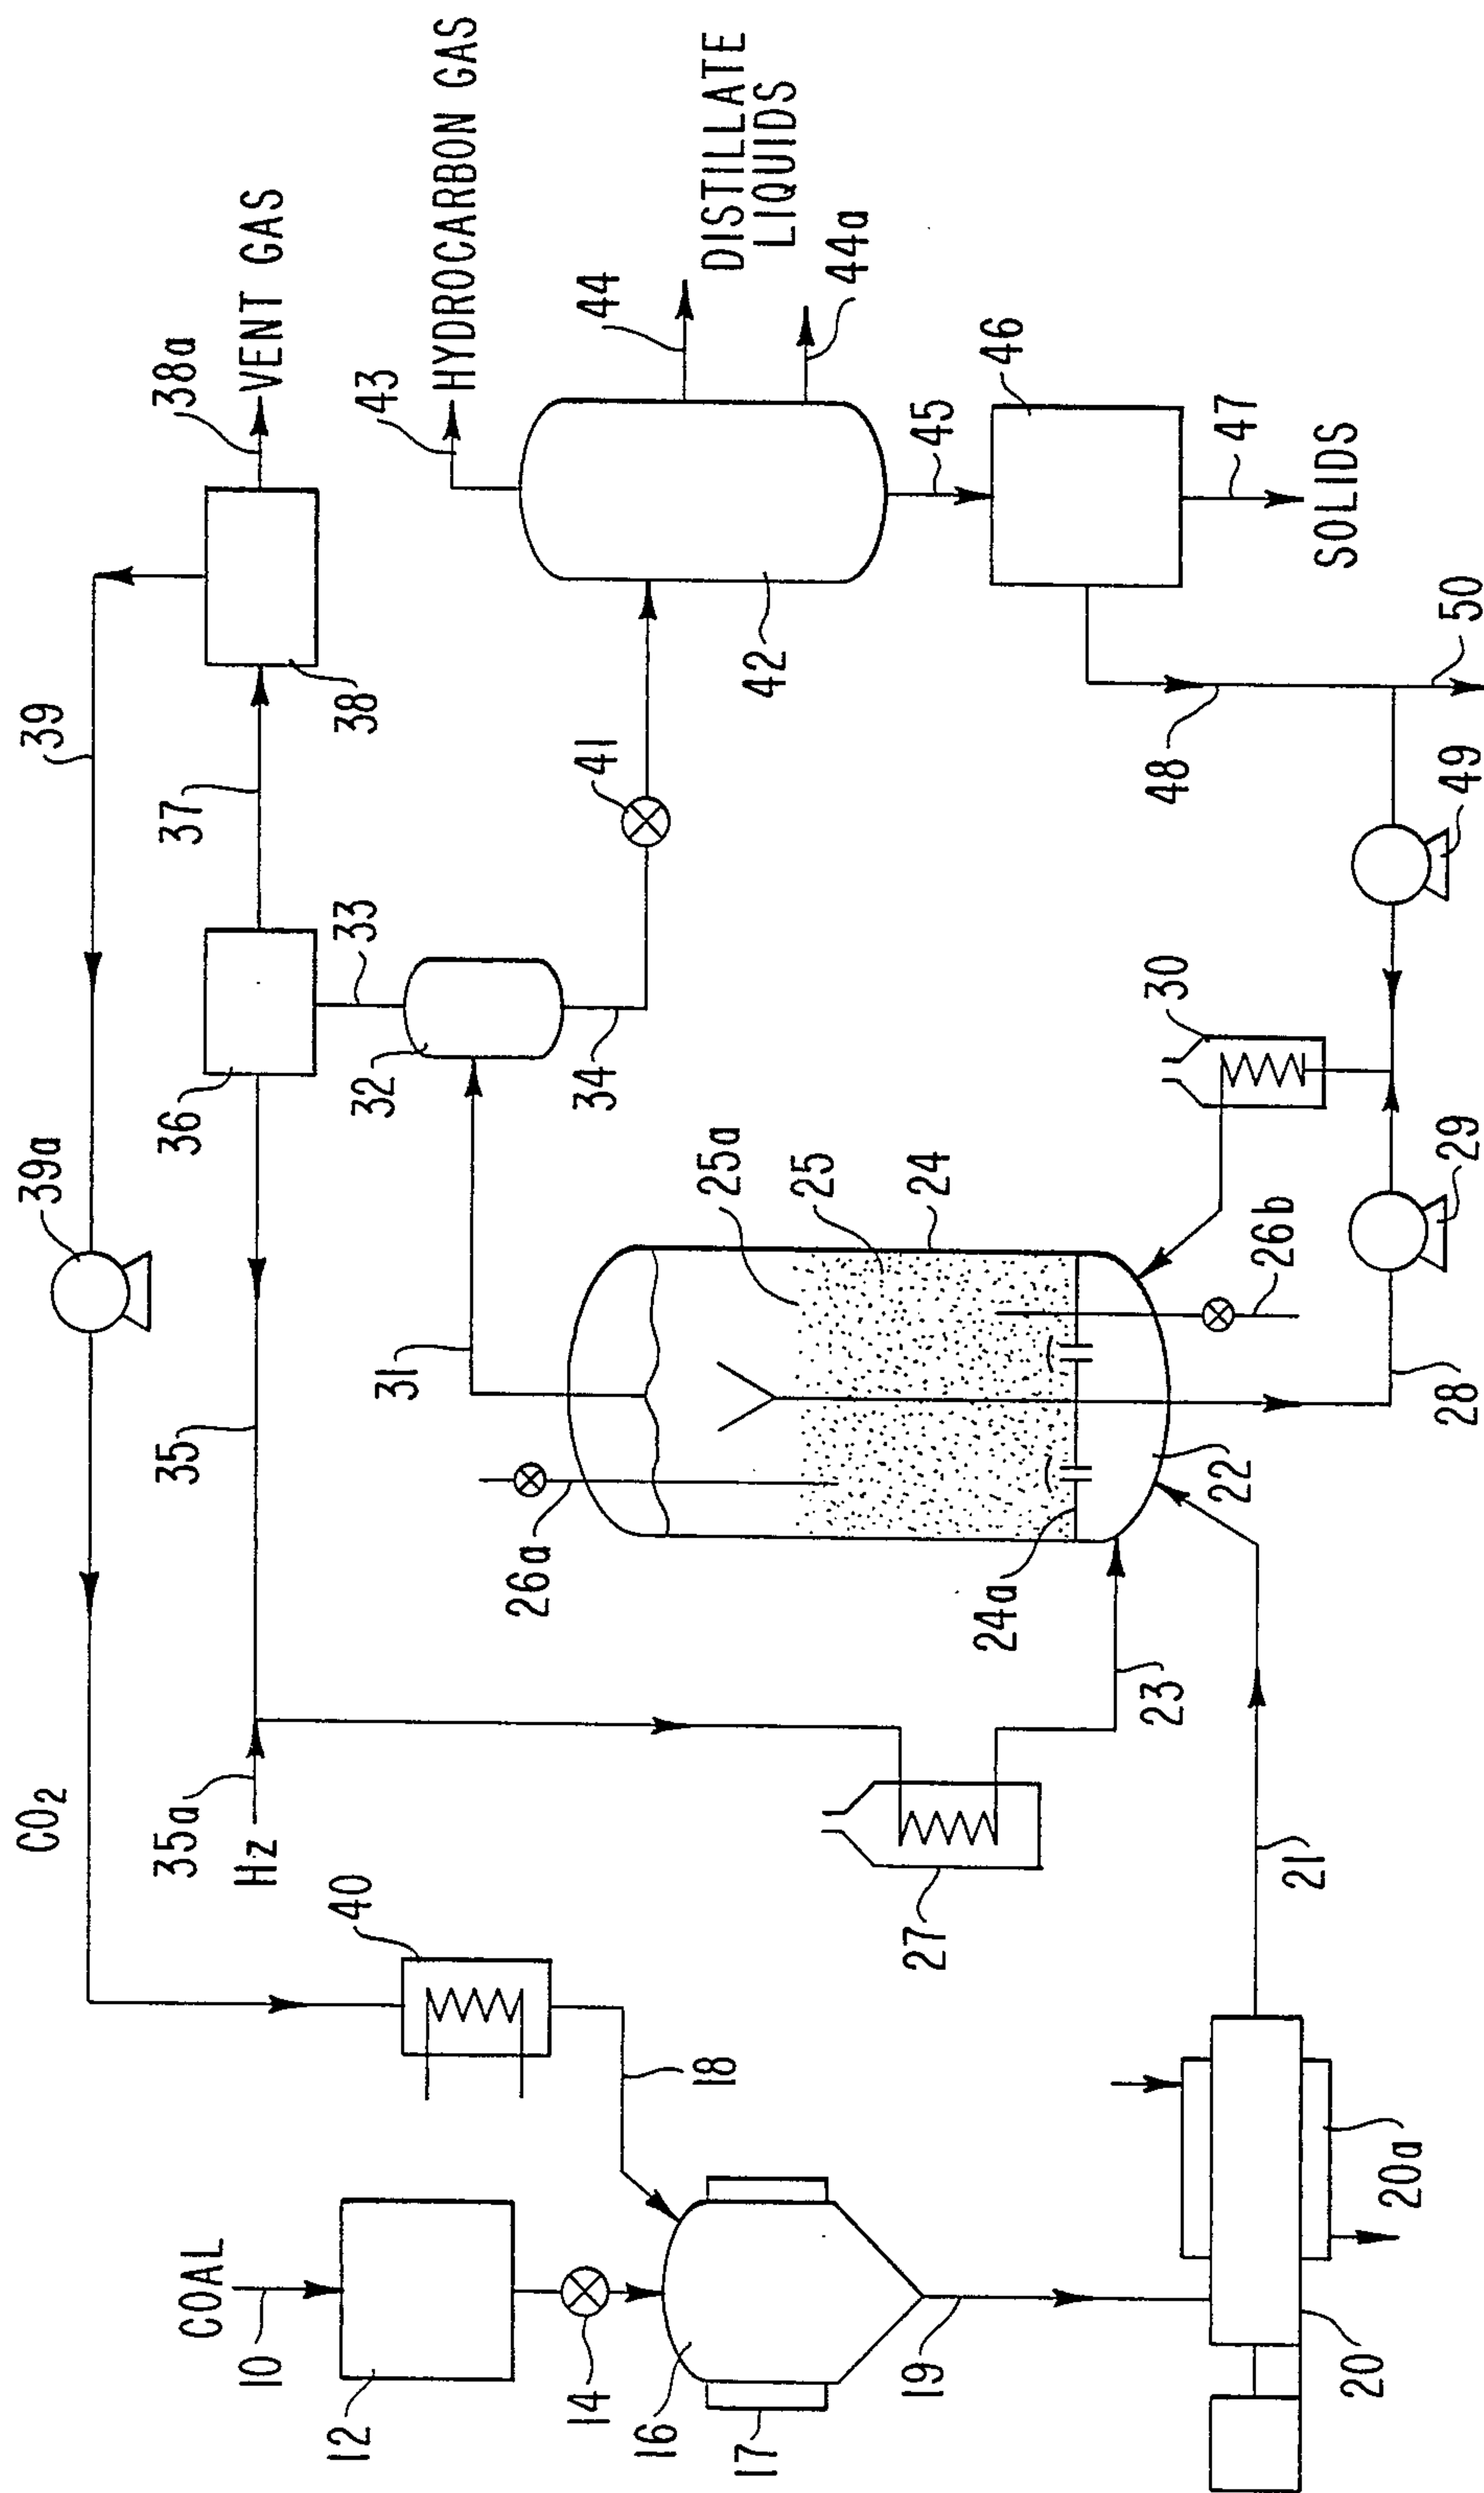 COAL
10
12
14
16
17
18
19
20
20a
21
22
23
24
24a
25
25a
26a
26b
27
28
29
30
31
32
33
34
35
35a
Hz
36
37
38
38a
VENT GAS
39
39a
CO2
40
41
42
43
HYDROCARBON GAS
44
DISTILLATE
LIQUIDS
44a
45
46
47
SOLIDS
48
49
50